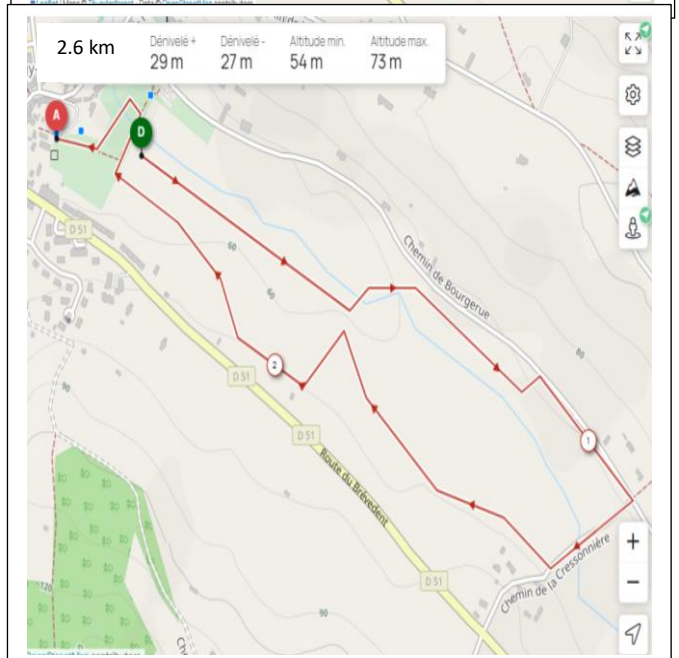 2.6 km
Dénivelé +
29 m
Dénivelé -
27 m
Altitude min.
54 m
Altitude max.
73 m
A
D
D 51
60
60
Chemin de Bourgerue
80
2
D 51
D 51
1
Route du Brévedent
90
Chemin de la Cressonnière
D 51
120
90
+
−